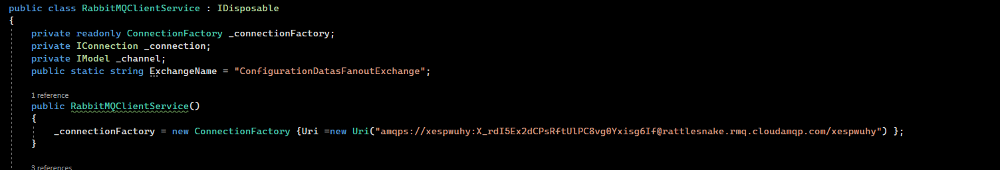 public class RabbitMQClientService : IDisposable
{
private readonly ConnectionFactory _connectionFactory;
private IConnection _connection;
private IModel _channel;
public static string ExchangeName = "ConfigurationDatasFanoutExchange";
1 reference
public RabbitMQClientService()
{
_connectionFactory = new ConnectionFactory {Uri =new Uri("amqps://xespwuhy:X_rdI5Ex2dCPsRftUlPC8vg0Yxisg6If@rattlesnake.rmq.cloudamqp.com/xespwuhy") };
}
3 references